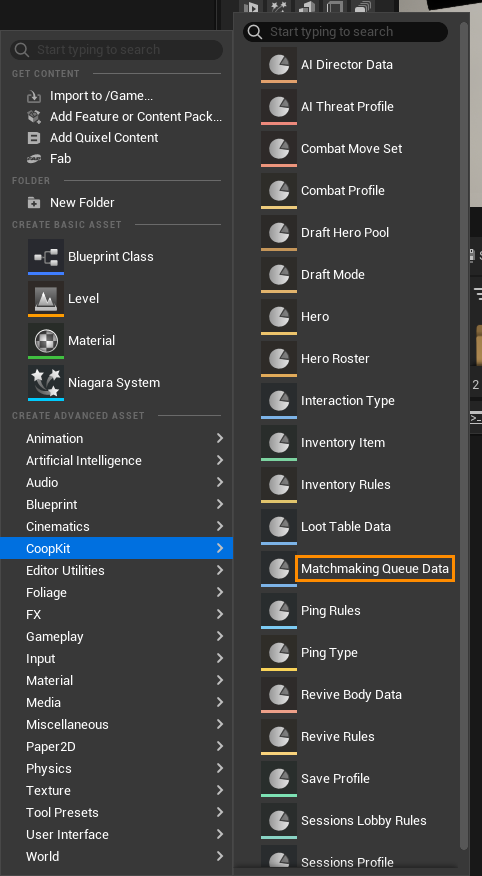 Start typing to search
GET CONTENT
Import to /Game...
Add Feature or Content Pack...
Add Quixel Content
Fab
FOLDER
New Folder
CREATE BASIC ASSET
Blueprint Class
Level
Material
Niagara System
CREATE ADVANCED ASSET
Animation
Artificial Intelligence
Audio
Blueprint
Cinematics
CoopKit
Editor Utilities
Foliage
FX
Gameplay
Input
Material
Media
Miscellaneous
Paper2D
Physics
Texture
Tool Presets
User Interface
World
Start typing to search
AI Director Data
AI Threat Profile
Combat Move Set
Combat Profile
Draft Hero Pool
Draft Mode
Hero
Hero Roster
Interaction Type
Inventory Item
Inventory Rules
Loot Table Data
Matchmaking Queue Data
Ping Rules
Ping Type
Revive Body Data
Revive Rules
Save Profile
Sessions Lobby Rules
Sessions Profile
2